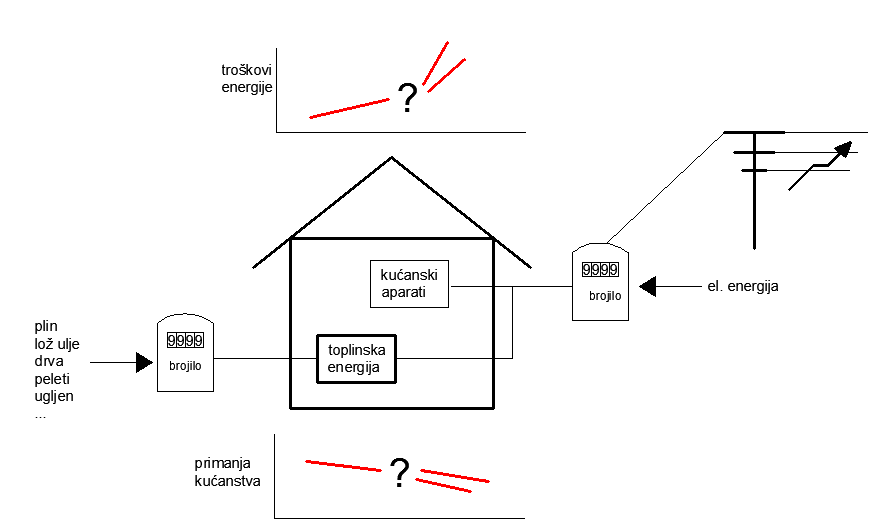 troškovi
energije
?
kućanski
aparati
9999
brojilo
el. energija
plin
lož ulje
drva
peleti
ugljen
...
9999
brojilo
toplinska
energija
primanja
kućanstva
?